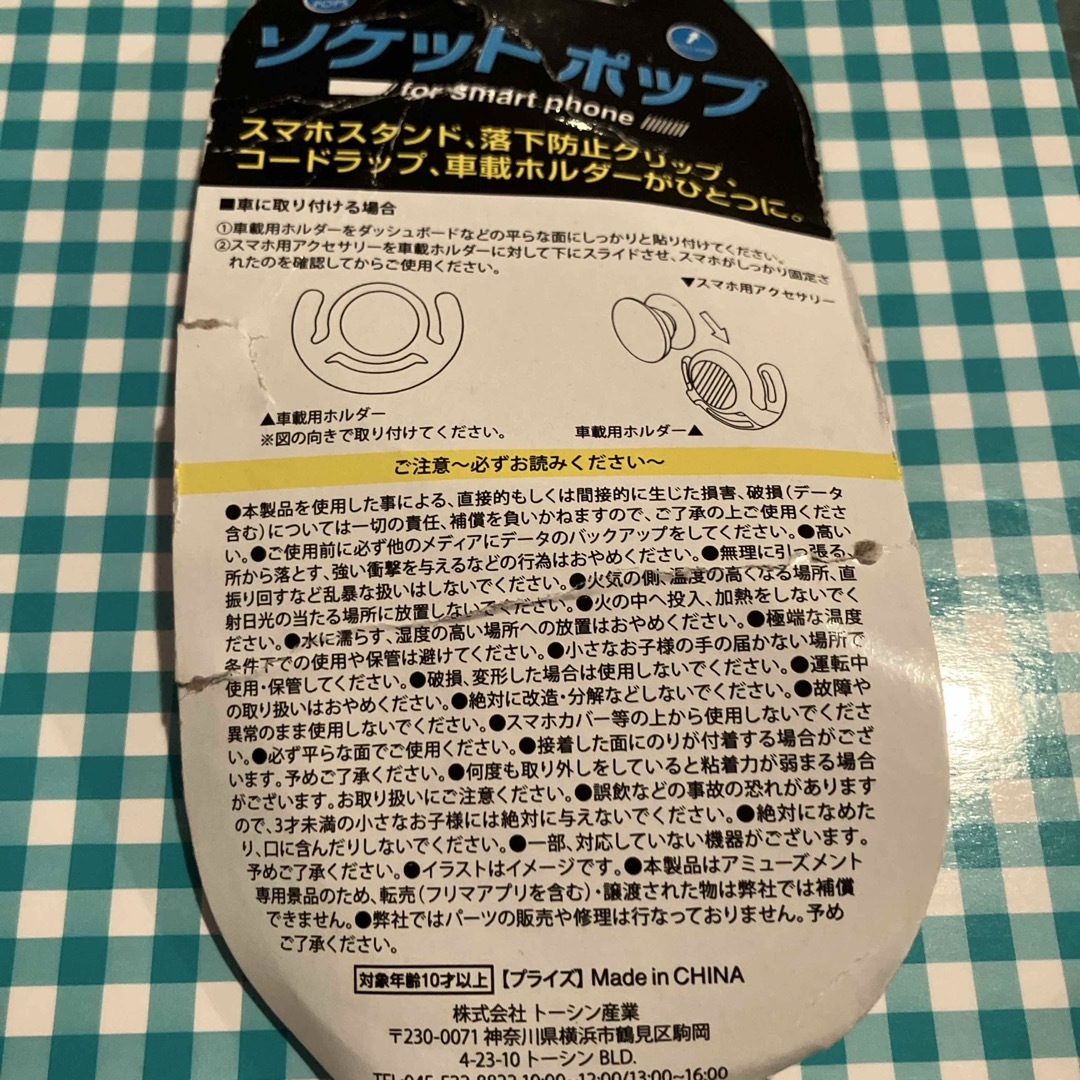 ソケットポップ
for smart phone
スマホスタンド、落下防止クリップ、
コードラップ、車載ホルダーがひとつに。
■車に取り付ける場合
①車載用ホルダーをダッシュボードなどの平らな面にしっかりと貼り付けてください。
②スマホ用アクセサリーを車載ホルダーに対して下にスライドさせ、スマホがしっかり固定さ
れたのを確認してからご使用ください。
▼スマホ用アクセサリー
▲車載用ホルダー
※図の向きで取り付けてください。
車載用ホルダー▲
ご注意～必ずお読みください～
●本製品を使用した事による、直接的もしくは間接的に生じた損害、破損（データ
含む）については一切の責任、補償を負いかねますので、ご了承の上ご使用くださ
い。●ご使用前に必ず他のメディアにデータのバックアップをしてください。●高い
所から落とす、強い衝撃を与えるなどの行為はおやめください。●無理に引っ張る、
振り回すなど乱暴な扱いはしないでください。●火気の側、温度の高くなる場所、直
射日光の当たる場所に放置しないでください。●火の中へ投入、加熱をしないでく
ださい。●水に濡らす、湿度の高い場所への放置はおやめください。●極端な温度
条件下での使用や保管は避けてください。●小さなお子様の手の届かない場所で
使用・保管してください。●破損、変形した場合は使用しないでください。●運転中
の取り扱いはおやめください。●絶対に改造・分解などしないでください。●故障や
異常のまま使用しないでください。●スマホカバー等の上から使用しないでくださ
い。●必ず平らな面でご使用ください。●接着した面にのりが付着する場合がござ
います。予めご了承ください。●何度も取り外しをしていると粘着力が弱まる場合
がございます。お取り扱いにご注意ください。●誤飲などの事故の恐れがあります
ので、3才未満の小さなお子様には絶対に与えないでください。●絶対になめた
り、口に含んだりしないでください。●一部、対応していない機器がございます。
予めご了承ください。●イラストはイメージです。●本製品はアミューズメント
専用景品のため、転売（フリマアプリを含む）・譲渡された物は弊社では補償
できません。●弊社ではパーツの販売や修理は行なっておりません。予め
ご了承ください。
対象年齢10才以上 【プライズ】 Made in CHINA
株式会社 トーシン産業
〒230-0071 神奈川県横浜市鶴見区駒岡
4-23-10 トーシン BLD.
TEL:045-533-8822 10:00~12:00/13:00~16:00